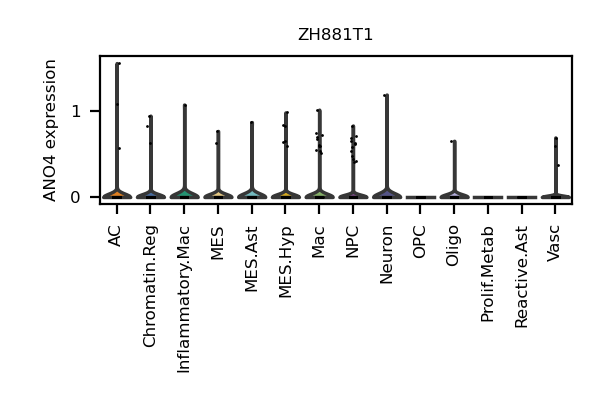 ZH881T1
ANO4 expression
1
0
AC
Chromatin.Reg
Inflammatory.Mac
MES
MES.Ast
MES.Hyp
Mac
NPC
Neuron
OPC
Oligo
Prolif.Metab
Reactive.Ast
Vasc